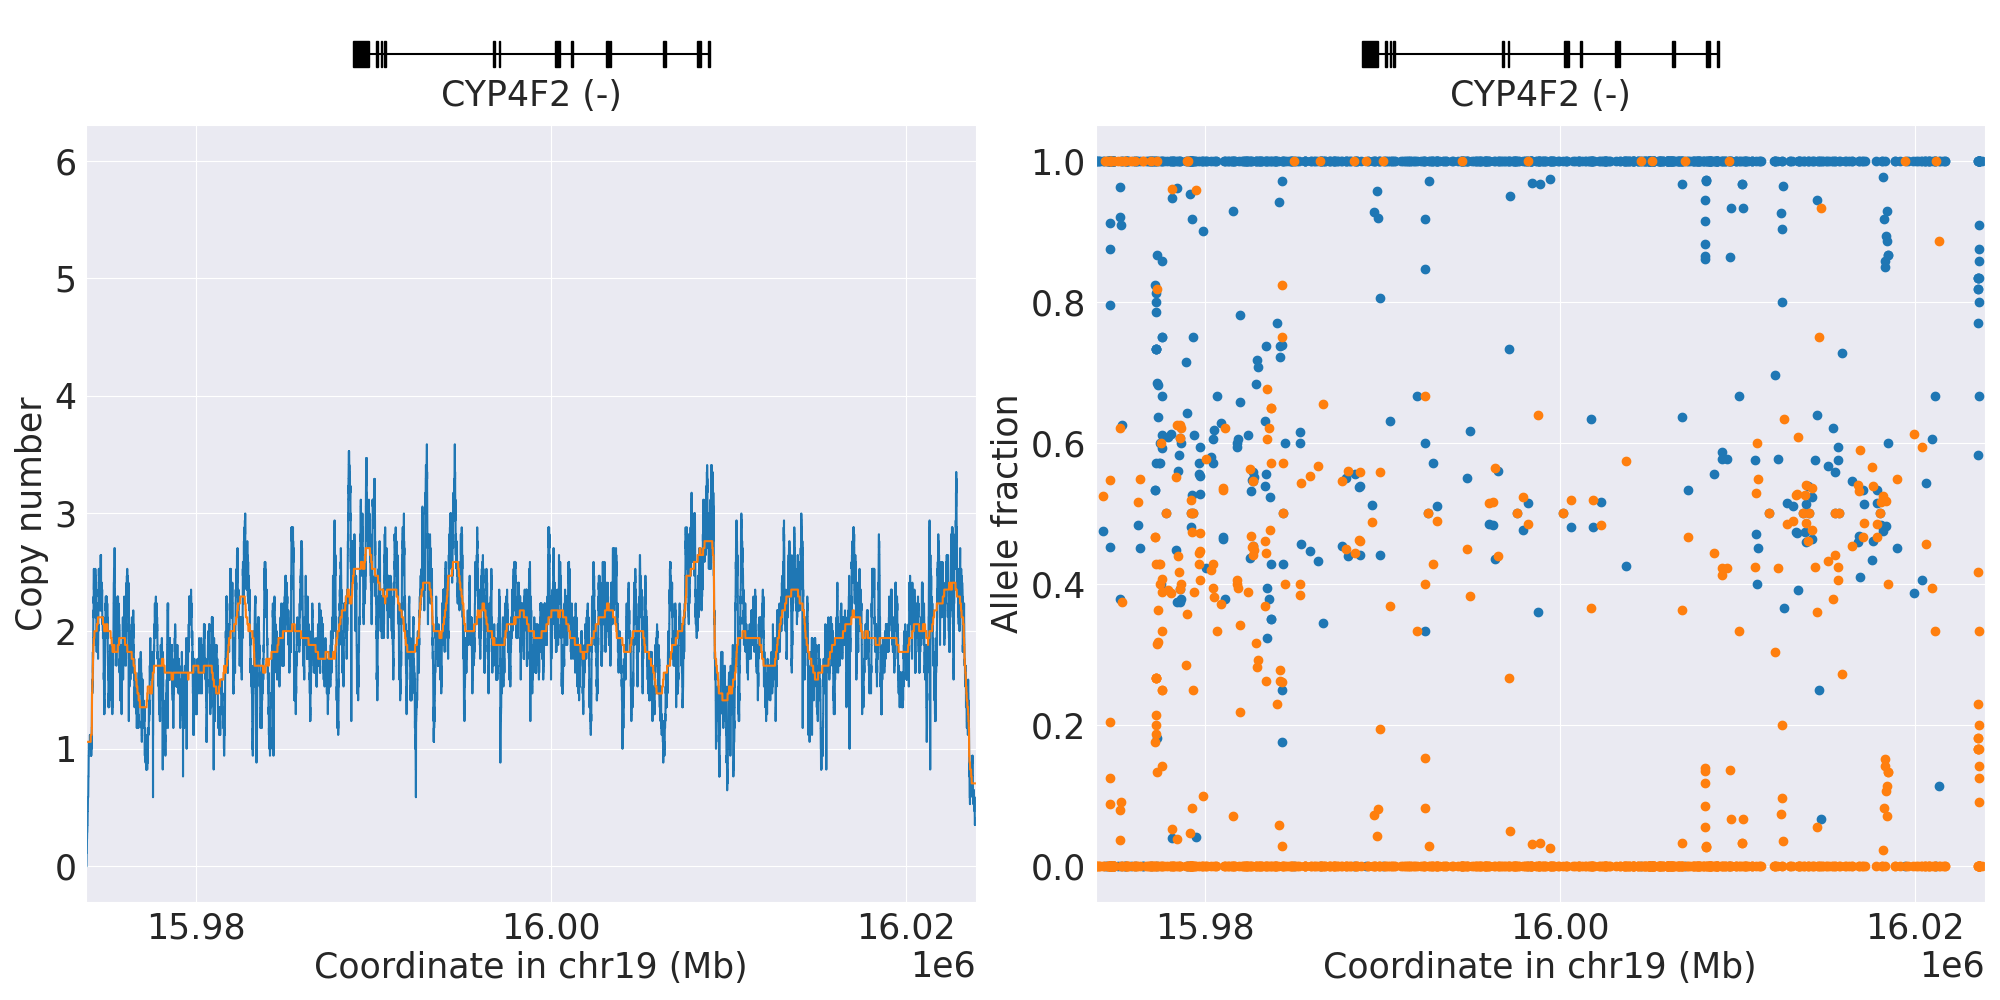 CYP4F2 (-)
CYP4F2 (-)
Copy number
6
5
4
3
2
1
0
15.98
16.00
16.02
Coordinate in chr19 (Mb)
1e6
Allele fraction
1.0
0.8
0.6
0.4
0.2
0.0
15.98
16.00
16.02
Coordinate in chr19 (Mb)
1e6